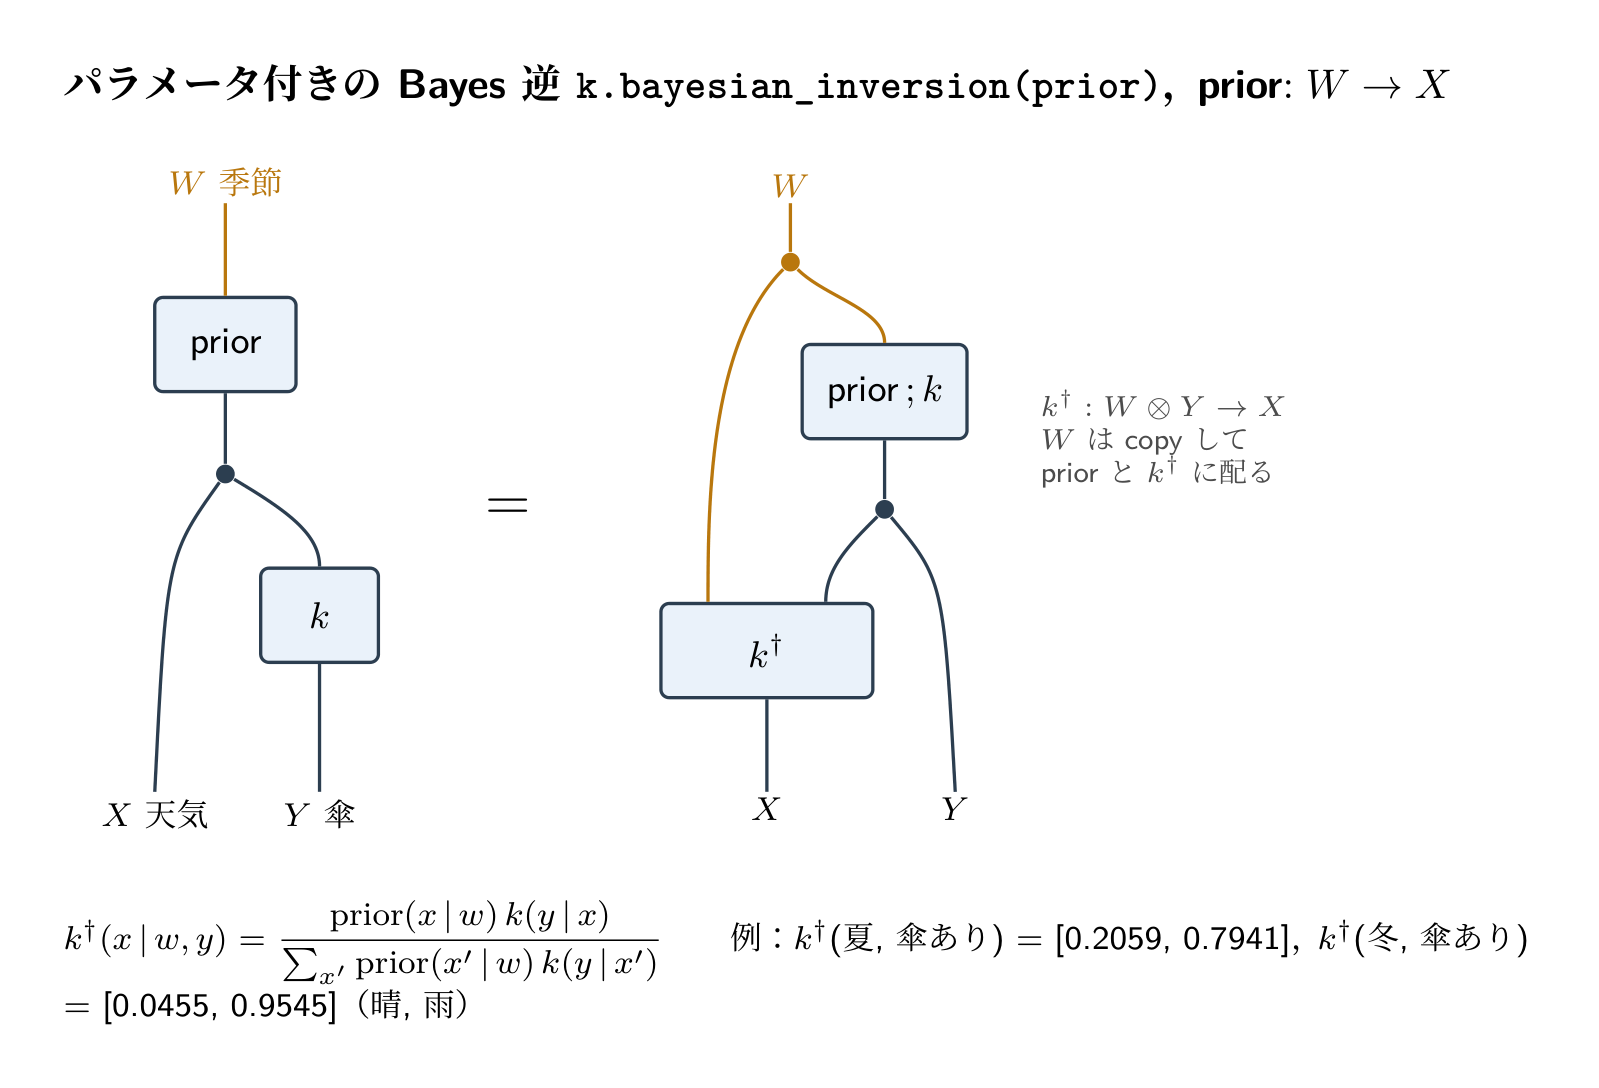 パラメータ付きの Bayes 逆 k.bayesian_inversion(prior), prior: W → X
W 季節
W
prior
prior ; k
k† : W ⊗ Y → X
W は copy して
prior と k† に配る
=
k
k†
X 天気
Y 傘
X
Y
k†(x | w, y) = prior(x | w) k(y | x) / ∑x′ prior(x′ | w) k(y | x′) 例：k†(夏, 傘あり) = [0.2059, 0.7941], k†(冬, 傘あり)
= [0.0455, 0.9545]（晴, 雨）